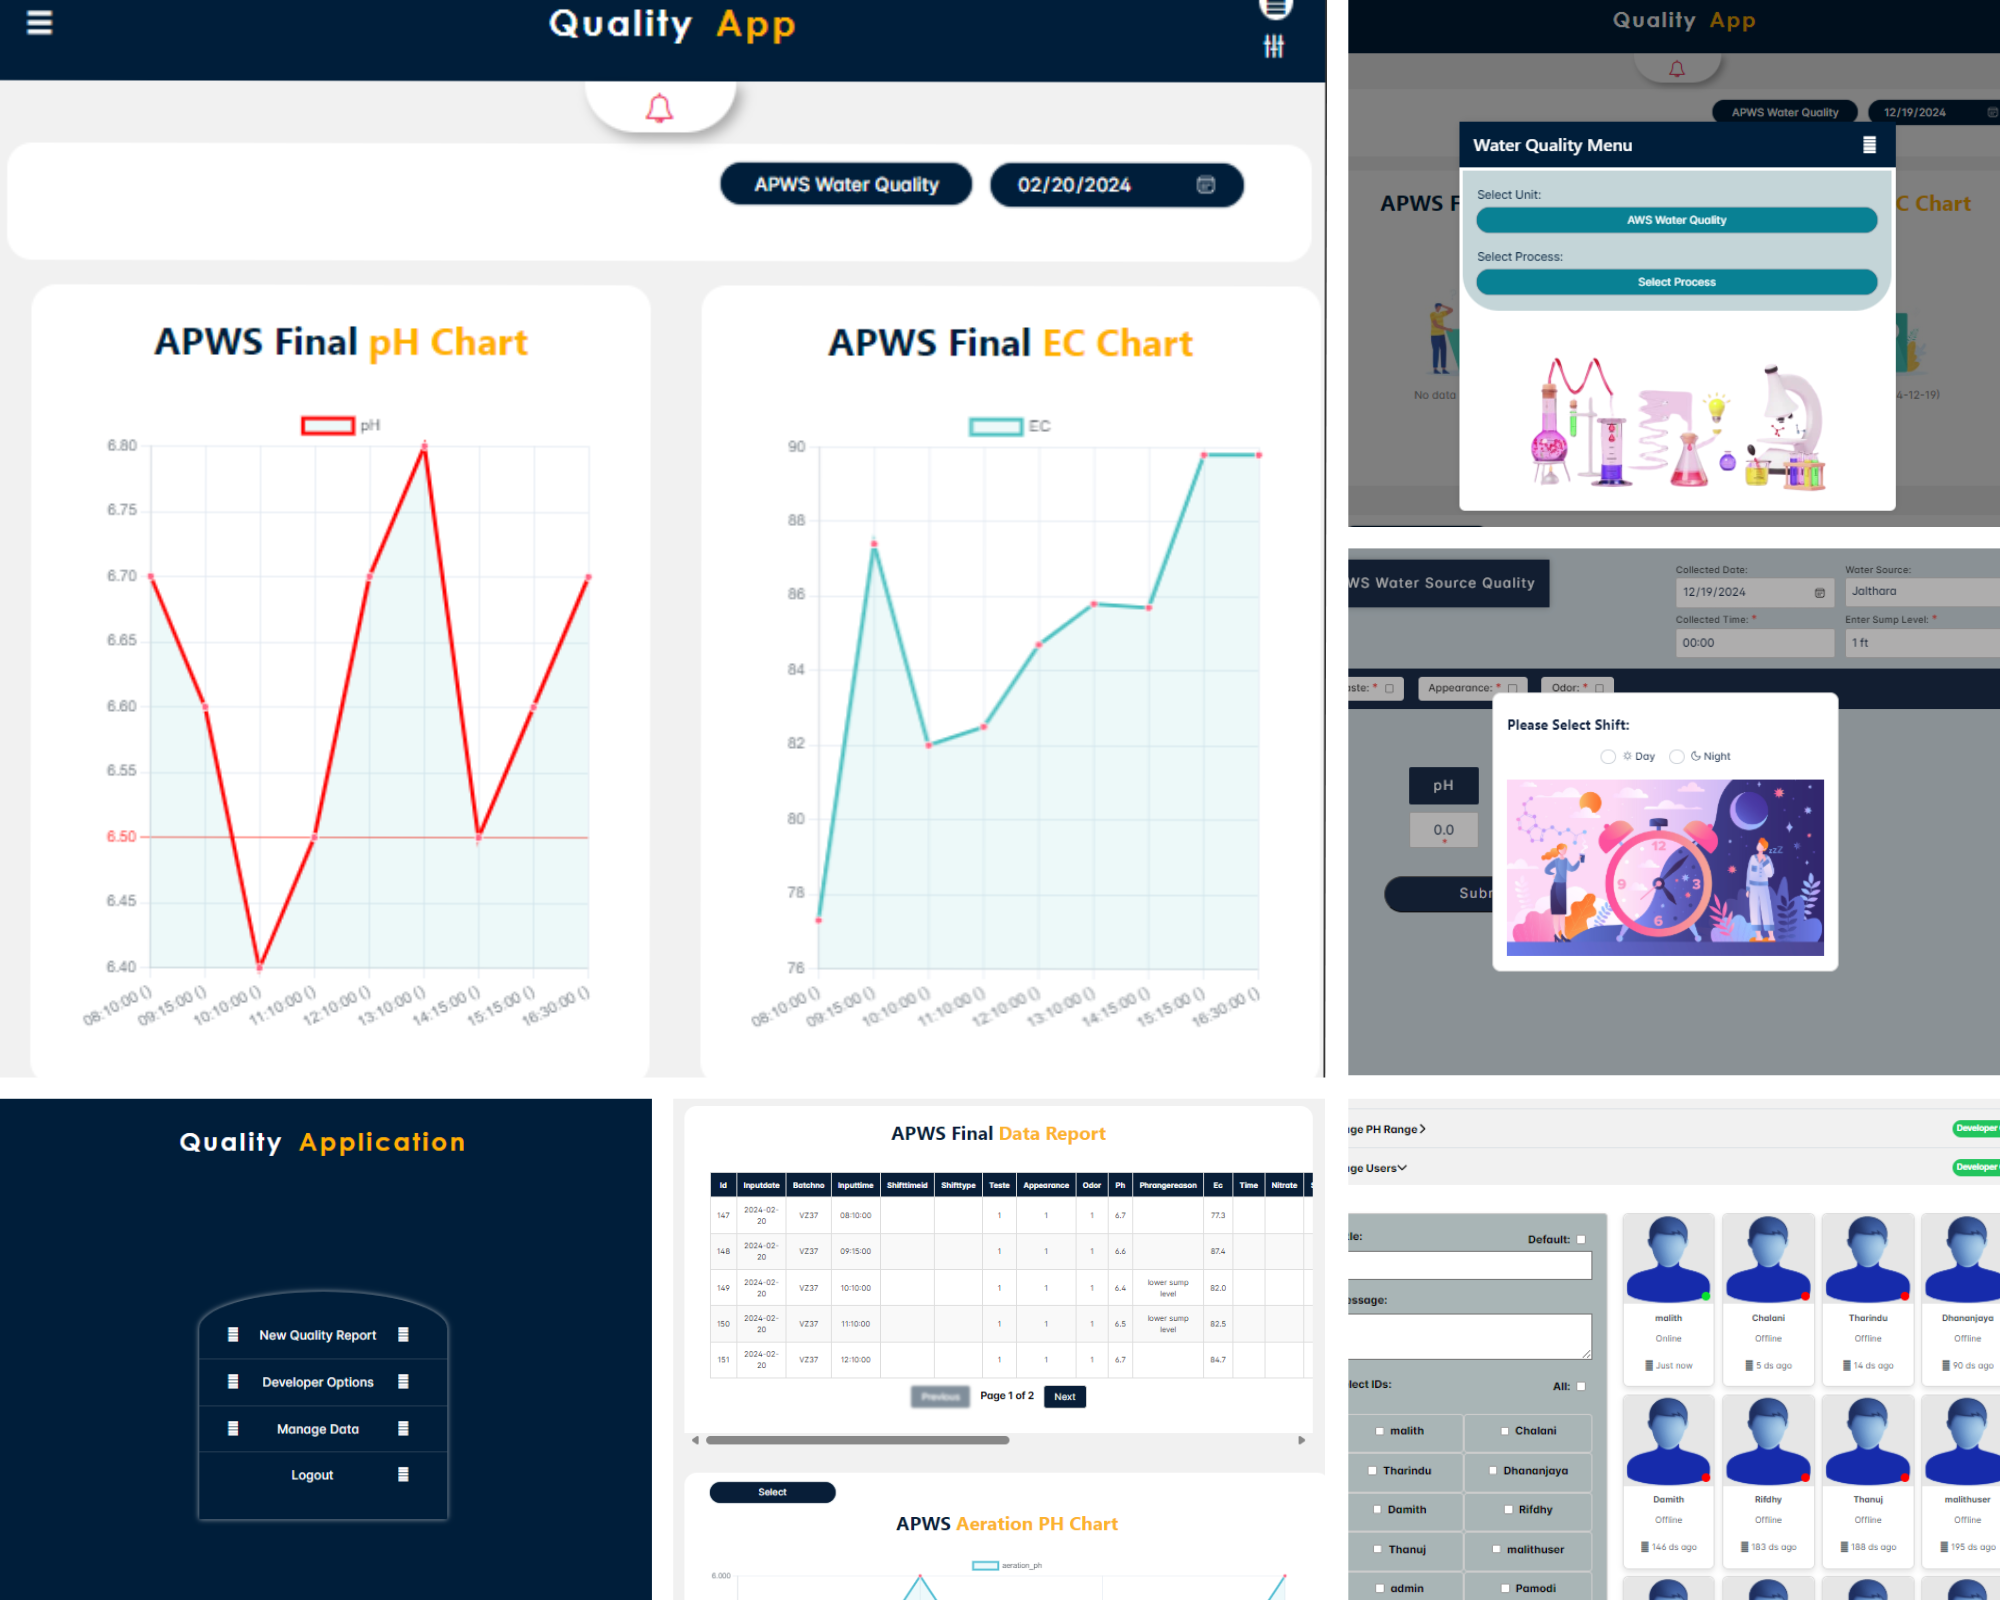 Quality App
APWS Water Quality
02/20/2024
APWS Final pH Chart
pH
6.80
6.75
6.70
6.65
6.60
6.55
6.50
6.45
6.40
08:10:00 ()
09:15:00 ()
10:10:00 ()
11:10:00 ()
12:10:00 ()
13:10:00 ()
14:15:00 ()
15:15:00 ()
16:30:00 ()
APWS Final EC Chart
EC
90
88
86
84
82
80
78
76
08:10:00 ()
09:15:00 ()
10:10:00 ()
11:10:00 ()
12:10:00 ()
13:10:00 ()
14:15:00 ()
15:15:00 ()
16:30:00 ()
Quality App
APWS Water Quality 12/19/2024
Water Quality Menu
Select Unit:
AWS Water Quality
Select Process:
Select Process
APWS F
C Chart
No data
4-12-19)
WS Water Source Quality
Collected Date: Water Source:
12/19/2024 Jalthara
Collected Time: * Enter Sump Level: *
00:00 1 ft
aste: * Appearance: * Odor: *
Please Select Shift:
Day Night
pH
0.0
*
Subr
12
3
6
9
zZZ
Quality Application
New Quality Report
Developer Options
Manage Data
Logout
APWS Final Data Report
Id Inputdate Batchno Inputtime Shifttimeid Shifttype Teste Appearance Odor Ph Phrangereason Ec Time Nitrate
147 2024-02-20 VZ37 08:10:00 1 1 1 6.7 77.3
148 2024-02-20 VZ37 09:15:00 1 1 1 6.6 87.4
149 2024-02-20 VZ37 10:10:00 1 1 1 6.4 lower sump level 82.0
150 2024-02-20 VZ37 11:10:00 1 1 1 6.5 lower sump level 82.5
151 2024-02-20 VZ37 12:10:00 1 1 1 6.7 84.7
Previous Page 1 of 2 Next
Select
APWS Aeration PH Chart
aeration_ph
6.000
ge PH Range
Developer
ge Users
Developer
le: Default:
essage:
lect IDs: All:
malith Chalani
Tharindu Dhananjaya
Damith Rifdhy
Thanuj malithuser
admin Pamodi
malith Chalani Tharindu Dhananjaya
Online Offline Offline Offline
Just now 5 ds ago 14 ds ago 90 ds ago
Damith Rifdhy Thanuj malithuser
Offline Offline Offline Offline
146 ds ago 183 ds ago 188 ds ago 195 ds ago